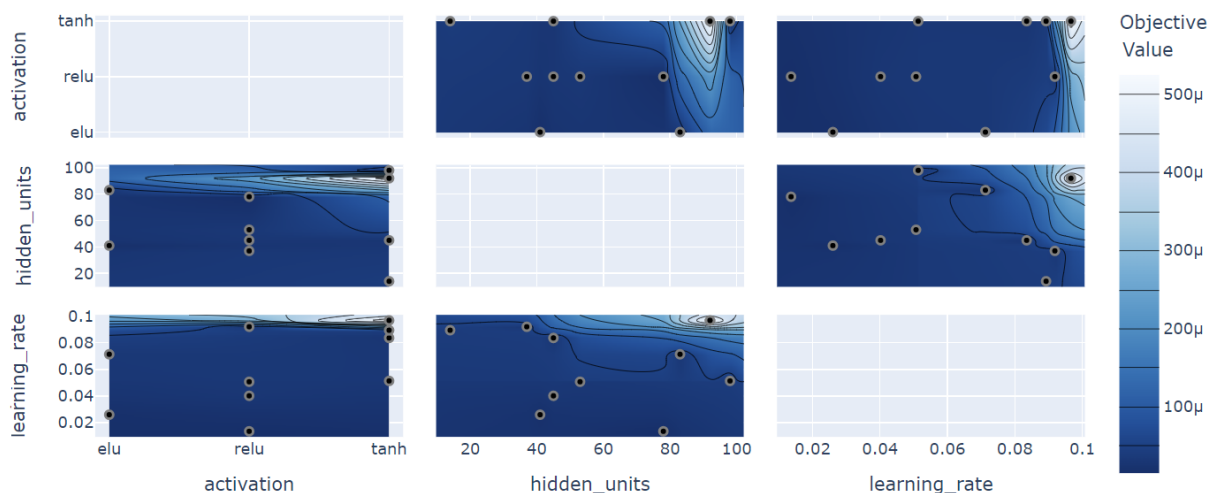 Objective
Value
500μ
400μ
300μ
200μ
100μ
activation
tanh
relu
elu
hidden_units
100
80
60
40
20
learning_rate
0.1
0.08
0.06
0.04
0.02
elu relu tanh
20 40 60 80 100
0.02 0.04 0.06 0.08 0.1
activation hidden_units learning_rate